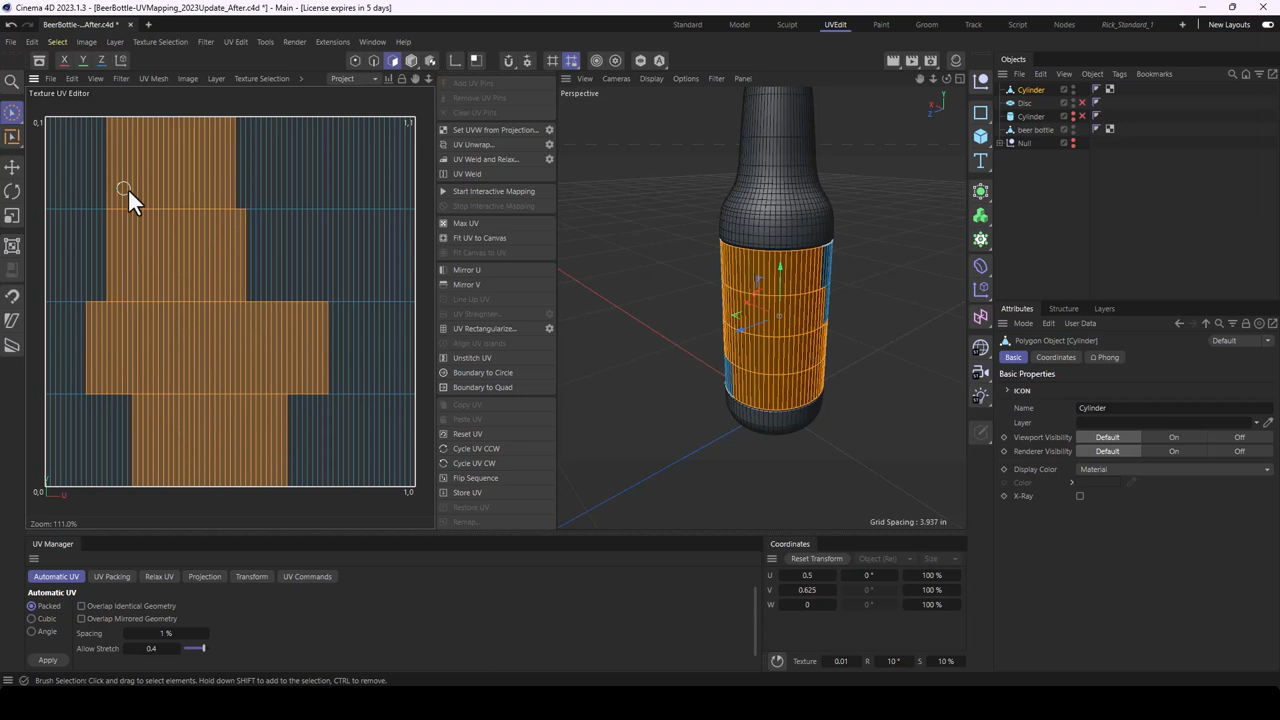 Cinema 4D 2023.1.3 - [BeerBottle-UVMapping_2023Update_After.c4d *] - Main - [License expires in 5 days]
BeerBottle-...After.c4d *
Standard Model Sculpt UVEdit Paint Groom Track Script Nodes Rick_Standard_1 New Layouts
File Edit Select Image Layer Texture Selection Filter UV Edit Tools Render Extensions Window Help
X Y Z
File Edit View Filter UV Mesh Image Layer Texture Selection Project
Texture UV Editor
0,1 1,1
0,0 1,0
U
Zoom: 111.0%
Add UV Pins
Remove UV Pins
Clear UV Pins
Set UVW from Projection...
UV Unwrap...
UV Weld and Relax...
UV Weld
Start Interactive Mapping
Stop Interactive Mapping
Max UV
Fit UV to Canvas
Fit Canvas to UV
Mirror U
Mirror V
Line Up UV
UV Straighten...
UV Rectangularize...
Align UV Islands
Unstitch UV
Boundary to Circle
Boundary to Quad
Copy UV
Paste UV
Reset UV
Cycle UV CCW
Cycle UV CW
Flip Sequence
Store UV
Restore UV
Remap...
View Cameras Display Options Filter Panel
Perspective
Y
X
Z
Grid Spacing : 3.937 in
Objects
File Edit View Object Tags Bookmarks
Cylinder
Disc
Cylinder
beer bottle
Null
Attributes Structure Layers
Mode Edit User Data
Polygon Object [Cylinder] Default
Basic Coordinates Phong
Basic Properties
ICON
Name Cylinder
Layer
Viewport Visibility Default On Off
Renderer Visibility Default On Off
Display Color Material
Color
X-Ray
UV Manager
Automatic UV UV Packing Relax UV Projection Transform UV Commands
Automatic UV
Packed Overlap Identical Geometry
Cubic Overlap Mirrored Geometry
Angle Spacing 1 %
Allow Stretch 0.4
Apply
Coordinates
Reset Transform Object (Rel) Size
U 0.5 0 ° 100 %
V 0.625 0 ° 100 %
W 0 0 ° 100 %
Texture 0.01 R 10 ° S 10 %
Brush Selection: Click and drag to select elements. Hold down SHIFT to add to the selection, CTRL to remove.